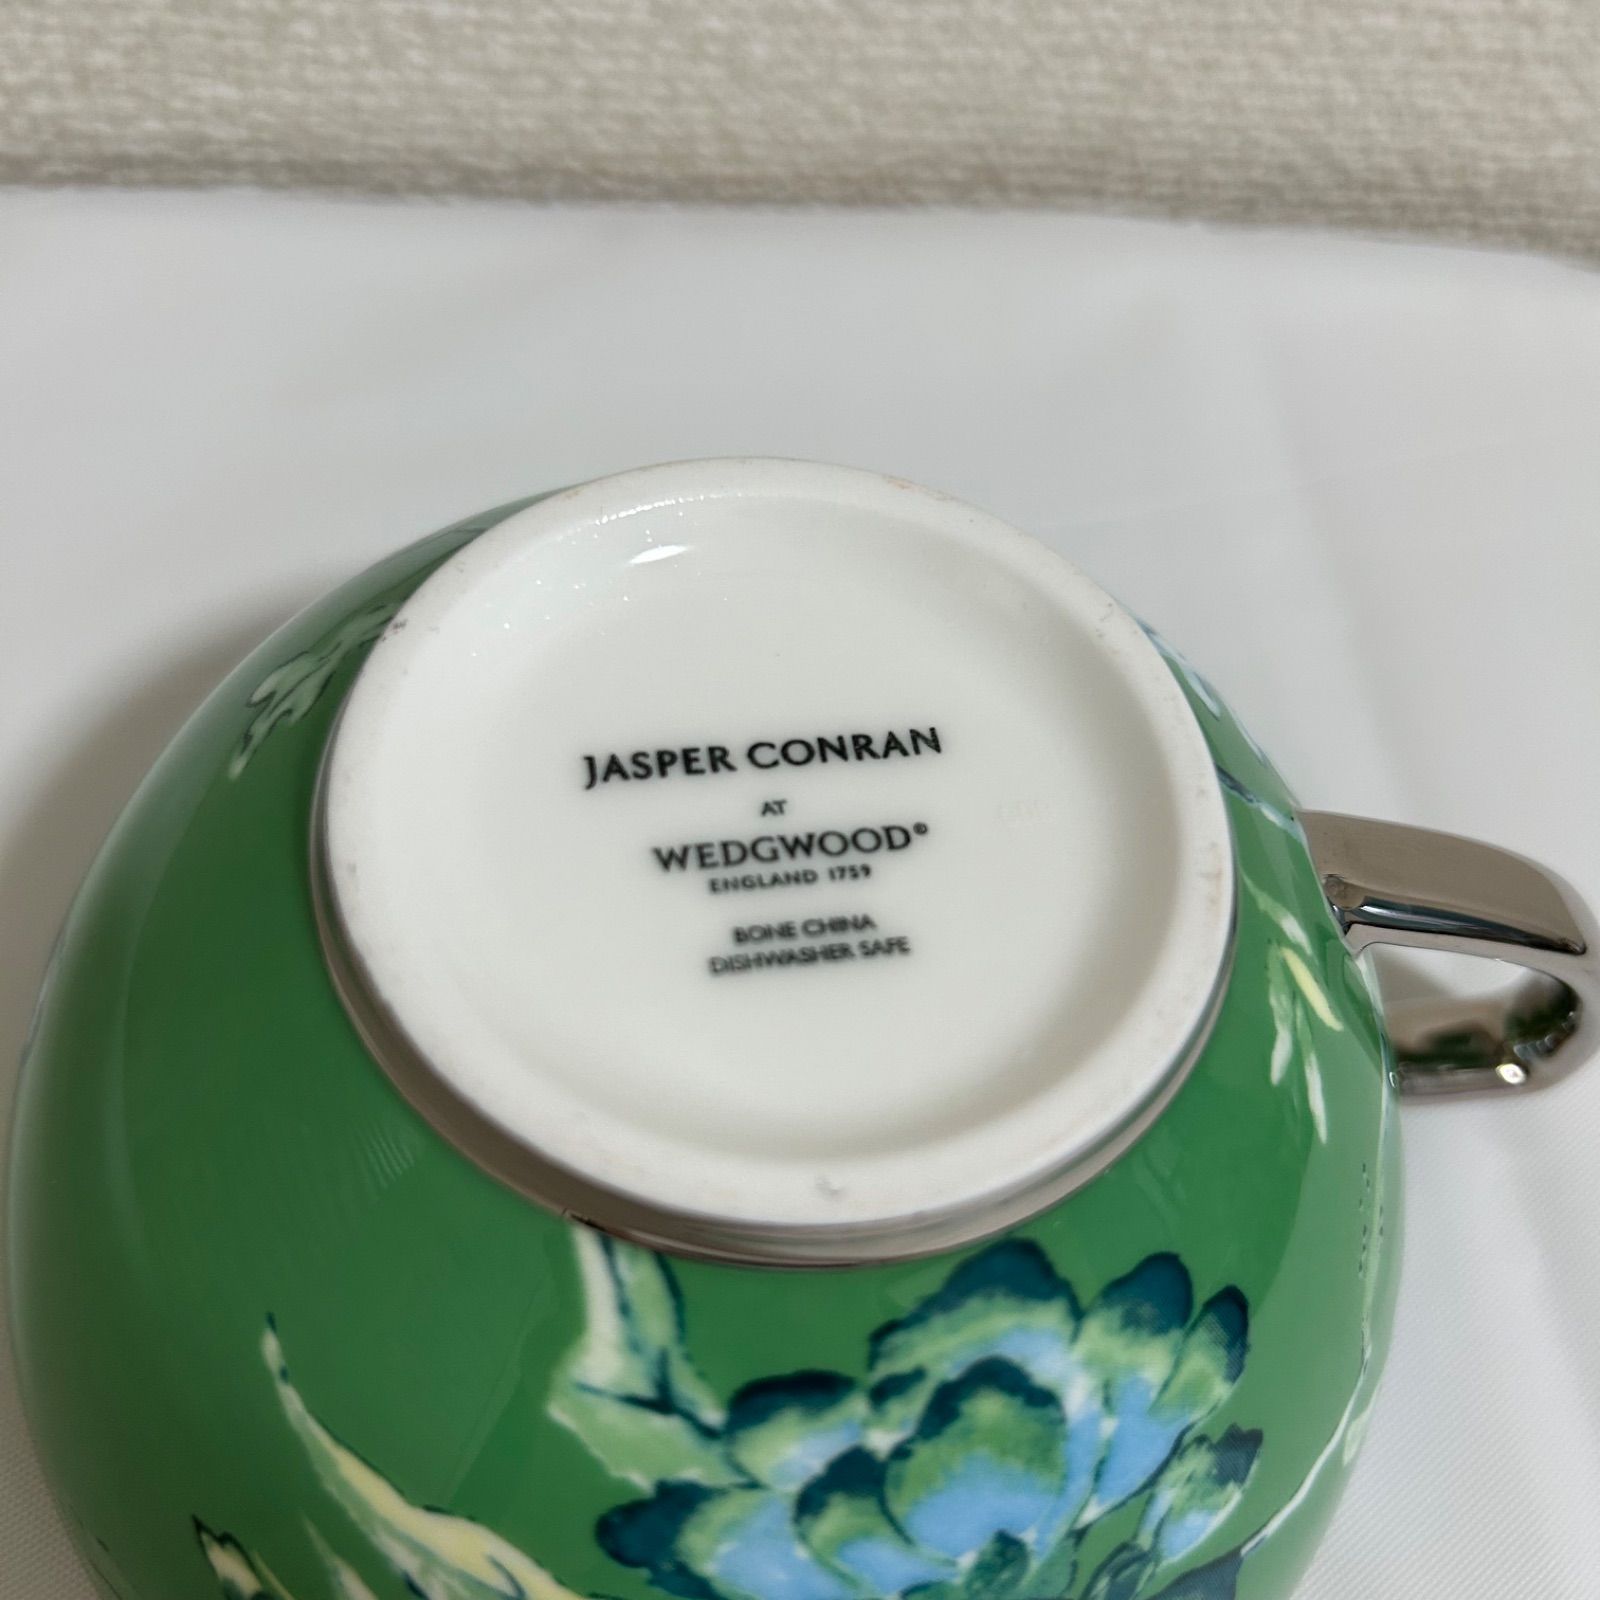 JASPER CONRAN
AT
WEDGWOOD®
ENGLAND 1759
BONE CHINA
DISHWASHER SAFE